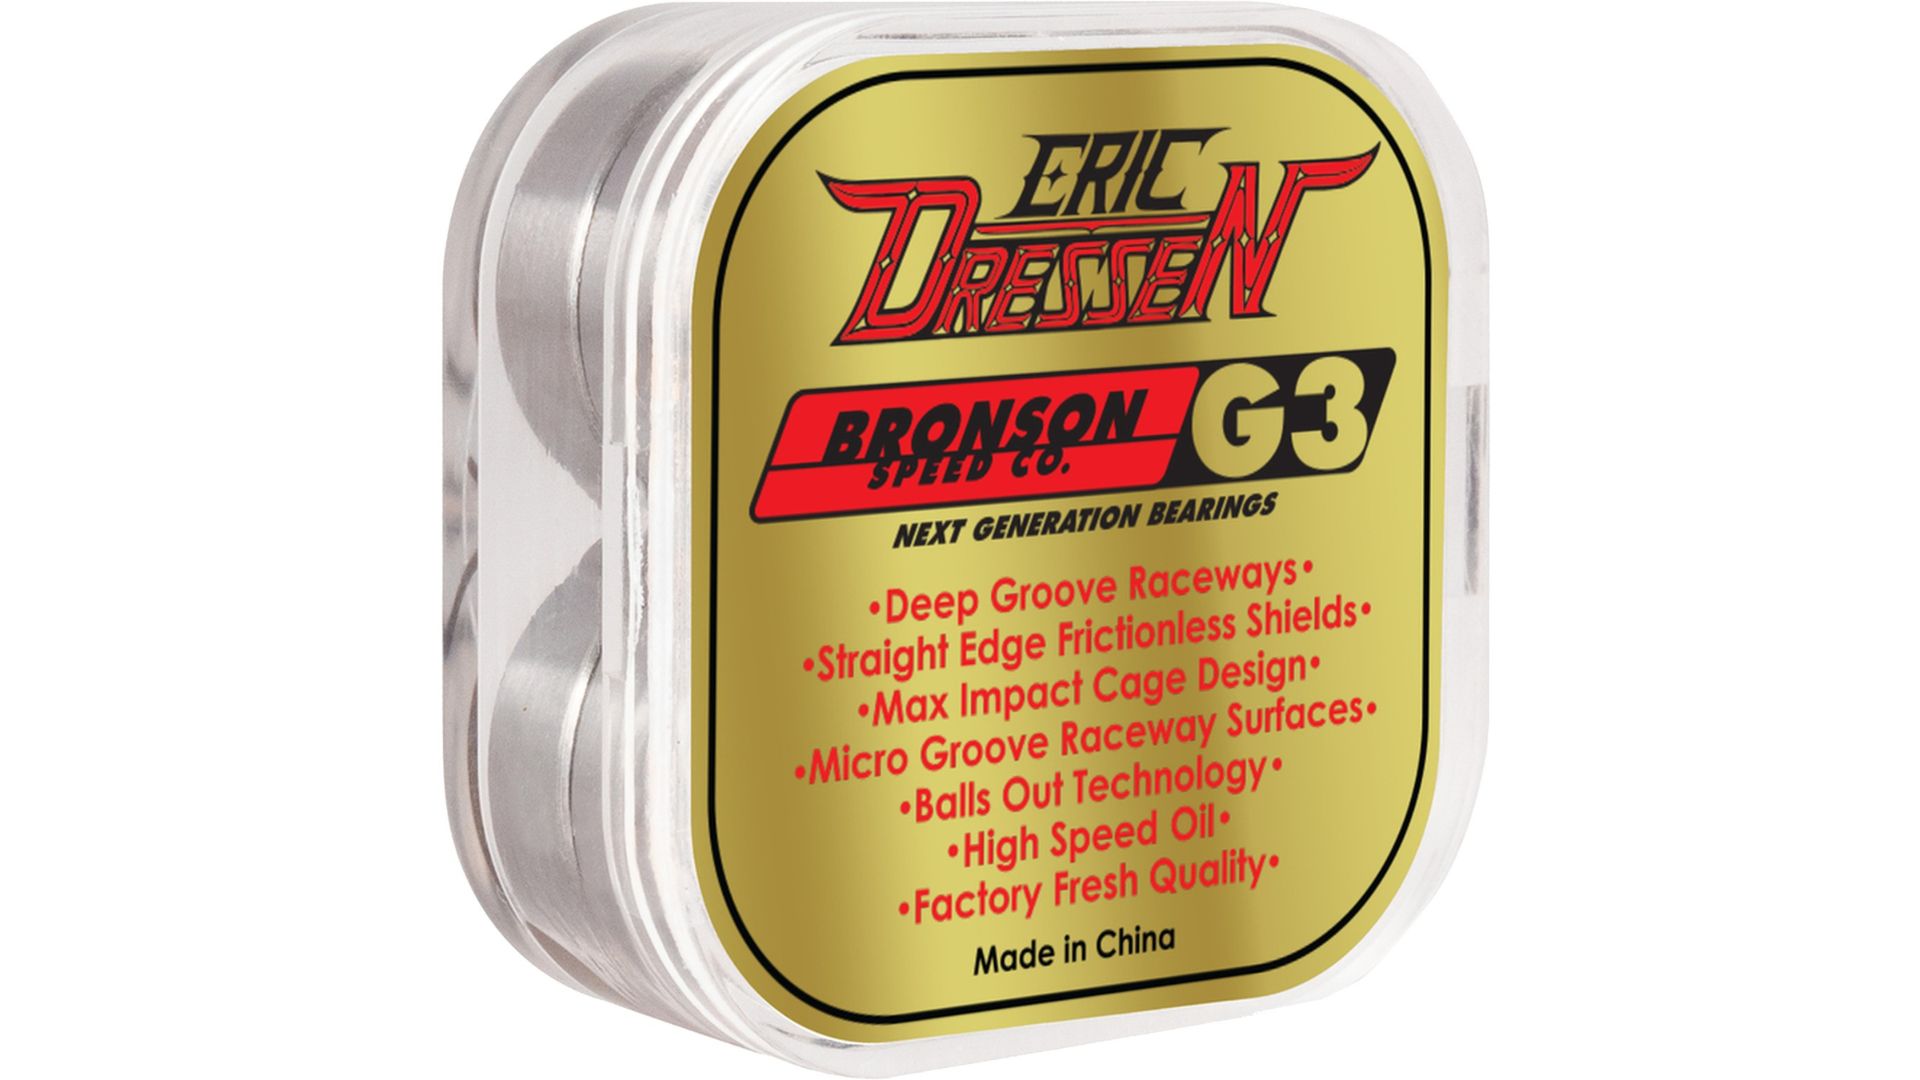 ERIC
DRESSEN
BRONSON G3
SPEED CO.
NEXT GENERATION BEARINGS
•Deep Groove Raceways•
•Straight Edge Frictionless Shields•
•Max Impact Cage Design•
•Micro Groove Raceway Surfaces•
•Balls Out Technology•
•High Speed Oil•
•Factory Fresh Quality•
Made in China